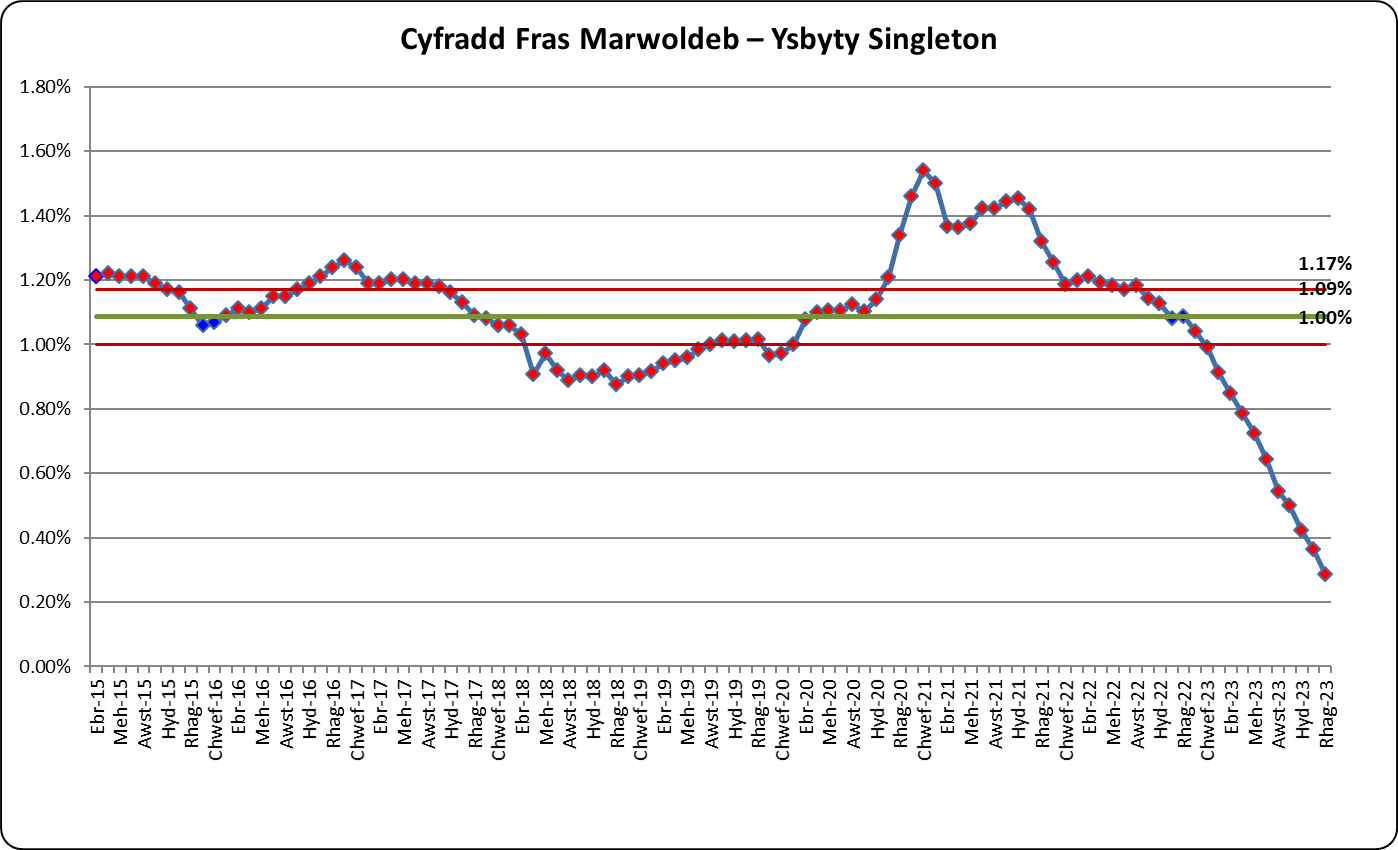 Cyfradd Fras Marwoldeb – Ysbyty Singleton
1.80%
1.60%
1.40%
1.20%
1.00%
0.80%
0.60%
0.40%
0.20%
0.00%
1.17%
1.09%
1.00%
Ebr-15
Meh-15
Awst-15
Hyd-15
Rhag-15
Chwef-16
Ebr-16
Meh-16
Awst-16
Hyd-16
Rhag-16
Chwef-17
Ebr-17
Meh-17
Awst-17
Hyd-17
Rhag-17
Chwef-18
Ebr-18
Meh-18
Awst-18
Hyd-18
Rhag-18
Chwef-19
Ebr-19
Meh-19
Awst-19
Hyd-19
Rhag-19
Chwef-20
Ebr-20
Meh-20
Awst-20
Hyd-20
Rhag-20
Chwef-21
Ebr-21
Meh-21
Awst-21
Hyd-21
Rhag-21
Chwef-22
Ebr-22
Meh-22
Awst-22
Hyd-22
Rhag-22
Chwef-23
Ebr-23
Meh-23
Awst-23
Hyd-23
Rhag-23